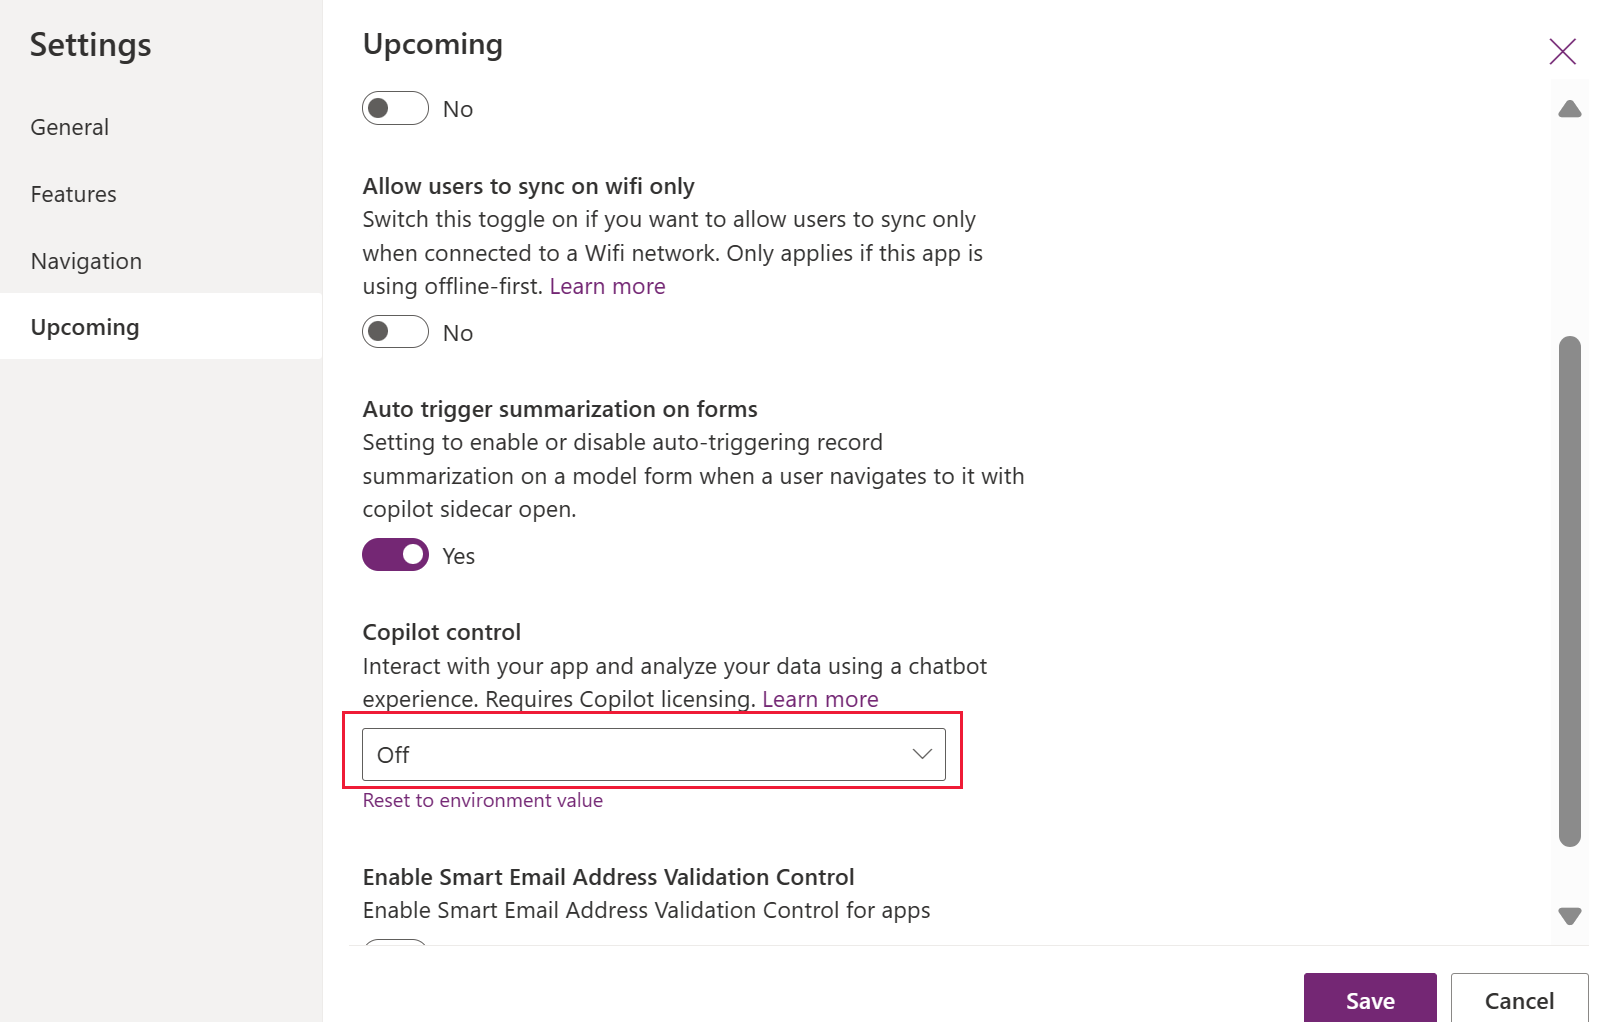 Settings
General
Features
Navigation
Upcoming
Upcoming
No
Allow users to sync on wifi only
Switch this toggle on if you want to allow users to sync only
when connected to a Wifi network. Only applies if this app is
using offline-first. Learn more
No
Auto trigger summarization on forms
Setting to enable or disable auto-triggering record
summarization on a model form when a user navigates to it with
copilot sidecar open.
Yes
Copilot control
Interact with your app and analyze your data using a chatbot
experience. Requires Copilot licensing. Learn more
Off
Reset to environment value
Enable Smart Email Address Validation Control
Enable Smart Email Address Validation Control for apps
Save
Cancel